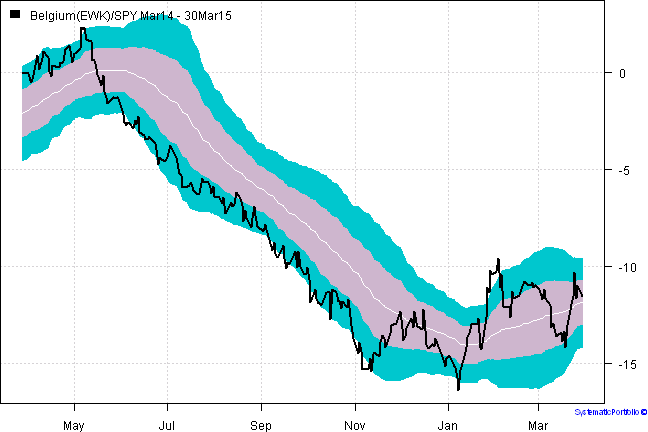 Belgium(EWK)/SPY Mar14 - 30Mar15
0
-5
-10
-15
May Jul Sep Nov Jan Mar
SystematicPortfolio ©